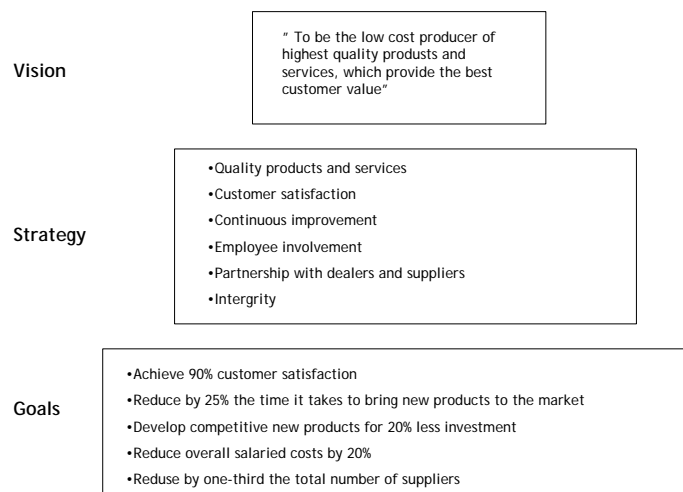 Vision
" To be the low cost producer of
highest quality produsts and
services, which provide the best
customer value"
Strategy
•Quality products and services
•Customer satisfaction
•Continuous improvement
•Employee involvement
•Partnership with dealers and suppliers
•Intergrity
Goals
•Achieve 90% customer satisfaction
•Reduce by 25% the time it takes to bring new products to the market
•Develop competitive new products for 20% less investment
•Reduce overall salaried costs by 20%
•Reduse by one-third the total number of suppliers